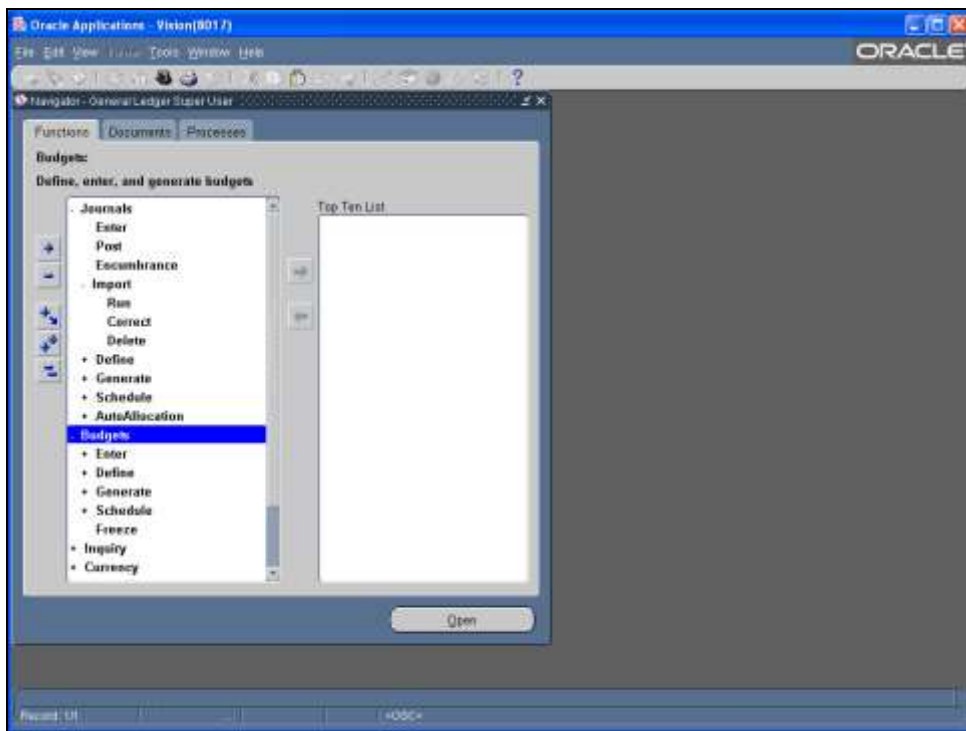 Oracle Applications - Vision(8017)
File Edit View Tools Window Help
ORACLE
Navigator - General Ledger Super User
Functions Documents Processes
Budgets:
Define, enter, and generate budgets
Top Ten List
- Journals
Enter
Post
Encumbrance
- Import
Run
Correct
Delete
+ Define
+ Generate
+ Schedule
+ AutoAllocation
- Budgets
+ Enter
+ Define
+ Generate
+ Schedule
Freeze
+ Inquiry
+ Currency
Open
Record: 1/1
<OSC>